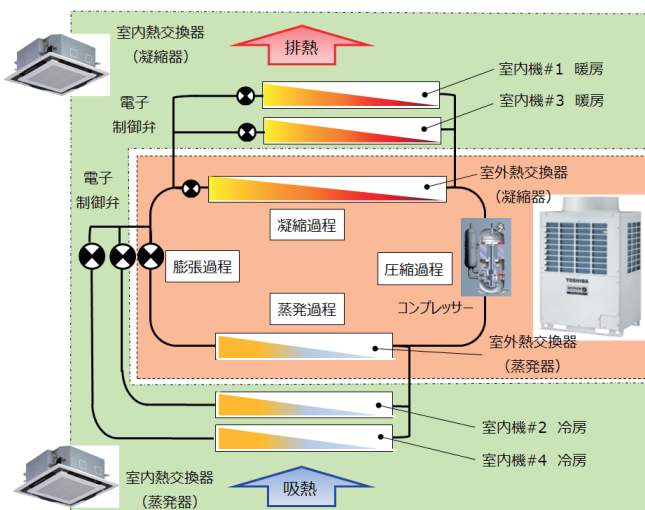 室内熱交換器
（凝縮器）
排熱
室内機#1 暖房
電子
制御弁
室内機#3 暖房
電子
制御弁
室外熱交換器
（凝縮器）
凝縮過程
膨張過程
圧縮過程
TOSHIBA
蒸発過程
コンプレッサー
室外熱交換器
（蒸発器）
室内機#2 冷房
室内機#4 冷房
室内熱交換器
（蒸発器）
吸熱